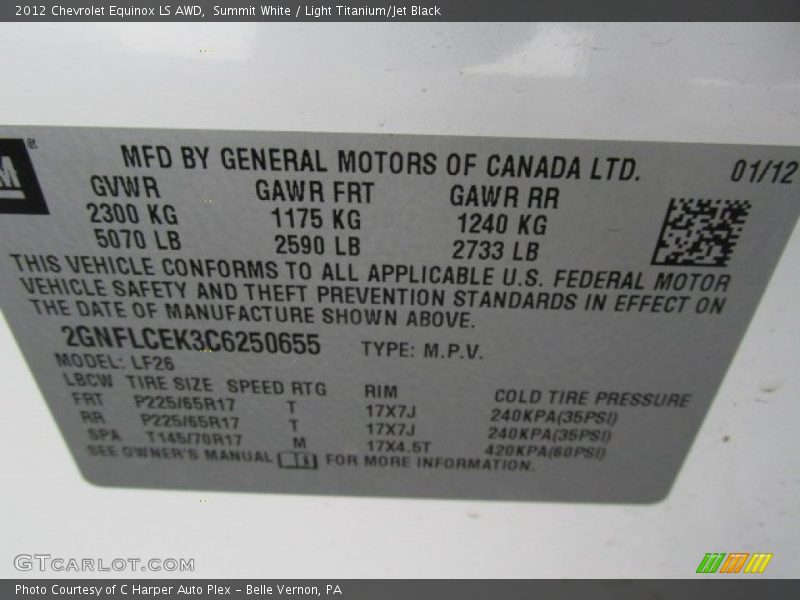 2012 Chevrolet Equinox LS AWD,  Summit White / Light Titanium/Jet Black
MFD BY GENERAL MOTORS OF CANADA LTD. 01/12
GVWR GAWR FRT GAWR RR
2300 KG 1175 KG 1240 KG
5070 LB 2590 LB 2733 LB
THIS VEHICLE CONFORMS TO ALL APPLICABLE U.S. FEDERAL MOTOR
VEHICLE SAFETY AND THEFT PREVENTION STANDARDS IN EFFECT ON
THE DATE OF MANUFACTURE SHOWN ABOVE.
2GNFLCEK3C6250655 TYPE: M.P.V.
MODEL: LF26
LBCW TIRE SIZE SPEED RTG RIM COLD TIRE PRESSURE
FRT P225/65R17 T 17X7J 240KPA(35PSI)
RR P225/65R17 T 17X7J 240KPA(35PSI)
SPA T145/70R17 M 17X4.5T 420KPA(60PSI)
SEE OWNER'S MANUAL FOR MORE INFORMATION.
GTCarLot.com
Photo Courtesy of C Harper Auto Plex – Belle Vernon, PA